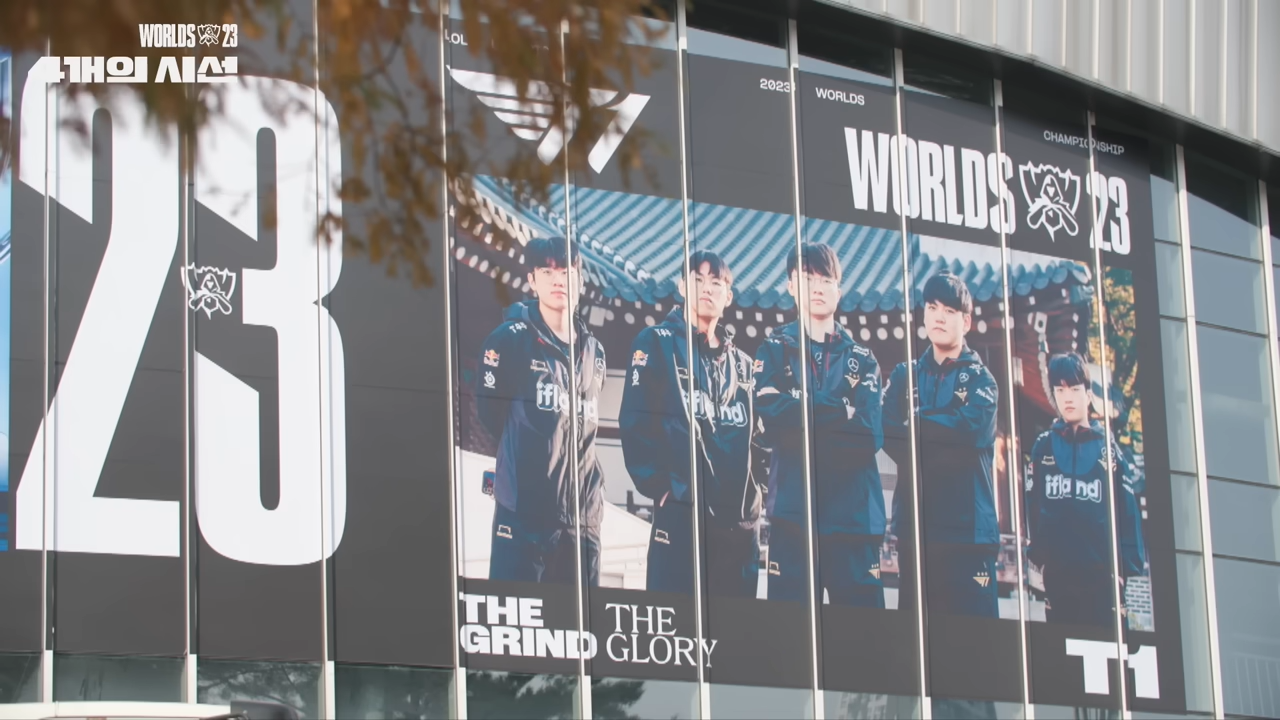 WORLDS 23
4개의 시선
LOL
2023
WORLDS
CHAMPIONSHIP
WORLDS 23
23
ifland
ifland
ifland
THE GRIND
THE GLORY
T1